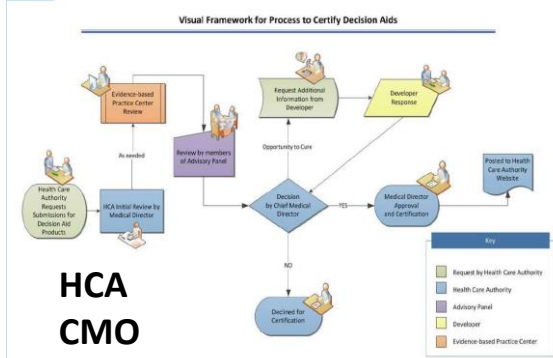 Visual Framework for Process to Certify Decision Aids
Evidence-based
Practice Center
Review
Request Additional
Information from
Developer
Developer
Response
Review by members
of Advisory Panel
As needed
Opportunity to Cure
Health Care
Authority
Requests
Submissions for
Decision Aid
Products
HCA Initial Review by
Medical Director
Decision
by Chief Medical
Director
YES
Medical Director
Approval
and Certification
Posted to Health
Care Authority
Website
NO
Declined for
Certification
HCA
CMO
Key
Request by Health Care Authority
Health Care Authority
Advisory Panel
Developer
Evidence-based Practice Center